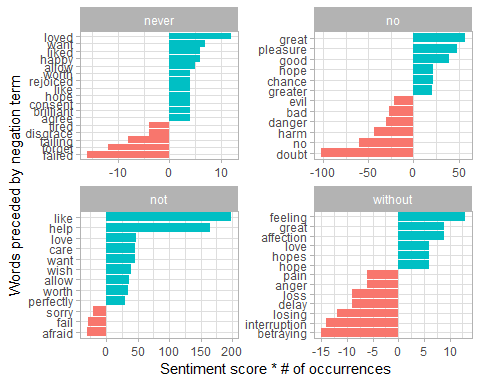 never
loved
want
liked
happy
allow
worth
rejoiced
like
hope
consent
brilliant
agree
fired
disgrace
failing
forget
failed
-10 0 10
no
great
pleasure
good
hope
chance
greater
evil
bad
danger
harm
no
doubt
-100 -50 0 50
not
like
help
love
care
want
wish
allow
worth
perfectly
sorry
fail
afraid
0 50 100 150 200
without
feeling
great
affection
love
hopes
hope
pain
anger
loss
delay
losing
interruption
betraying
-15 -10 -5 0 5 10
Words preceded by negation term
Sentiment score * # of occurrences